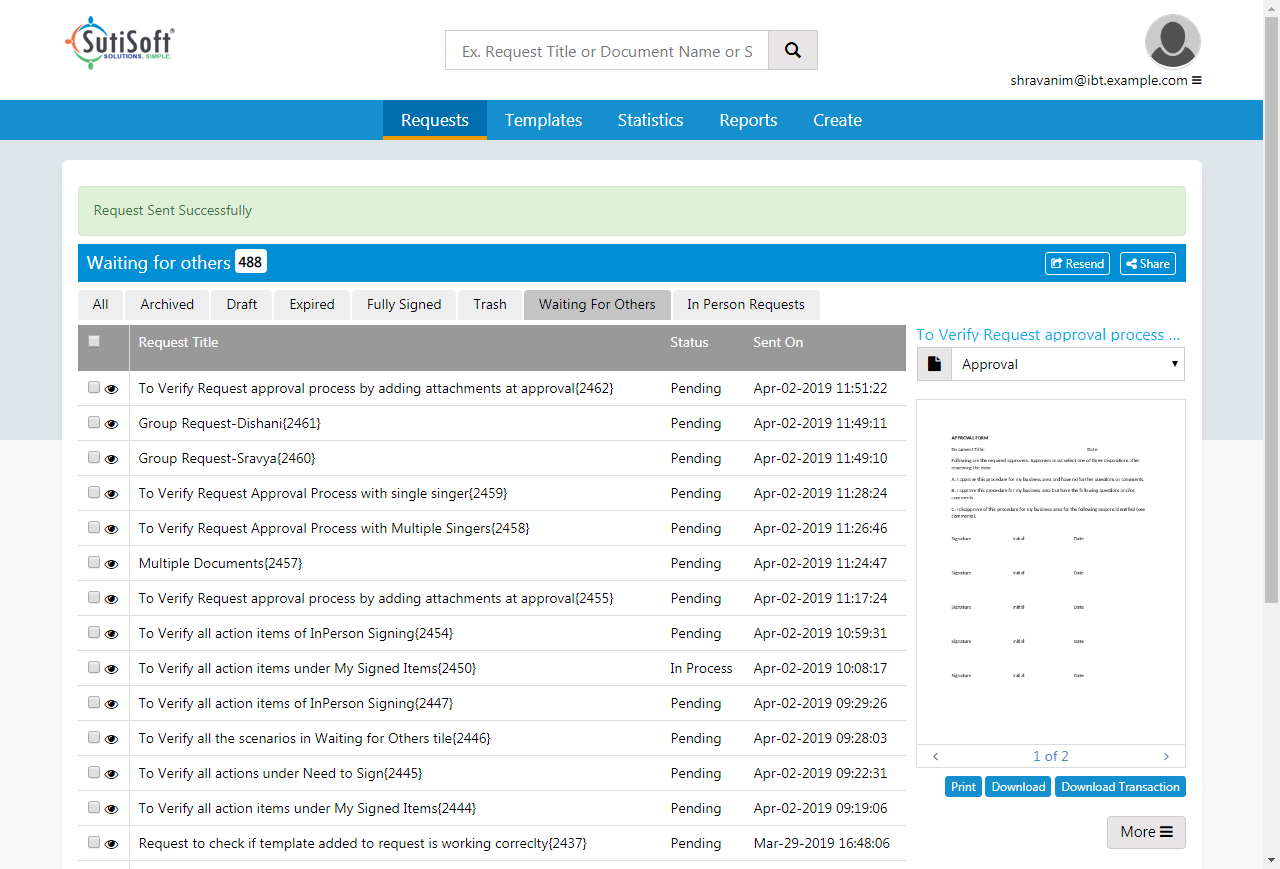 SutiSoft®
SOLUTIONS. SIMPLE.
Ex. Request Title or Document Name or S
shravanim@ibt.example.com
Requests Templates Statistics Reports Create
Request Sent Successfully
Waiting for others 488 Resend Share
All Archived Draft Expired Fully Signed Trash Waiting For Others In Person Requests
Request Title Status Sent On
To Verify Request approval process by adding attachments at approval{2462} Pending Apr-02-2019 11:51:22
Group Request-Dishani{2461} Pending Apr-02-2019 11:49:11
Group Request-Sravya{2460} Pending Apr-02-2019 11:49:10
To Verify Request Approval Process with single singer{2459} Pending Apr-02-2019 11:28:24
To Verify Request Approval Process with Multiple Singers{2458} Pending Apr-02-2019 11:26:46
Multiple Documents{2457} Pending Apr-02-2019 11:24:47
To Verify Request approval process by adding attachments at approval{2455} Pending Apr-02-2019 11:17:24
To Verify all action items of InPerson Signing{2454} Pending Apr-02-2019 10:59:31
To Verify all action items under My Signed Items{2450} In Process Apr-02-2019 10:08:17
To Verify all action items of InPerson Signing{2447} Pending Apr-02-2019 09:29:26
To Verify all the scenarios in Waiting for Others tile{2446} Pending Apr-02-2019 09:28:03
To Verify all actions under Need to Sign{2445} Pending Apr-02-2019 09:22:31
To Verify all action items under My Signed Items{2444} Pending Apr-02-2019 09:19:06
Request to check if template added to request is working correclty{2437} Pending Mar-29-2019 16:48:06
To Verify Request approval process ...
Approval
APPROVAL FORM
Document Title: Date:
Following are the required approvers. Approvers must select one of three dispositions after
reviewing the item:
A. I approve this procedure for my business area and have no further questions or comments.
B. I approve this procedure for my business area but have the following questions and/or
comments.
C. I disapprove of this procedure for my business area for the following reasons identified (see
comments).
Signature Initial Date
Signature Initial Date
Signature Initial Date
Signature Initial Date
Signature Initial Date
1 of 2
Print Download Download Transaction
More